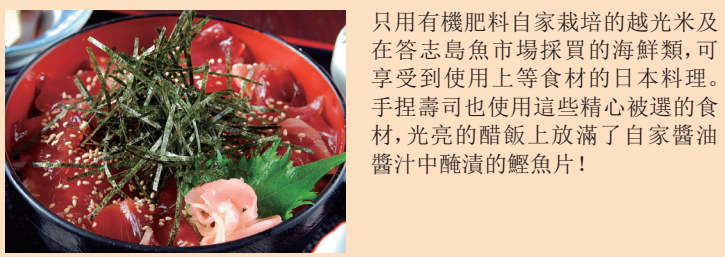 只用有機肥料自家栽培的越光米及
在答志島魚市場採買的海鮮類,可
享受到使用上等食材的日本料理。
手捏壽司也使用這些精心被選的食
材,光亮的醋飯上放滿了自家醬油
醬汁中醃漬的鰹魚片!